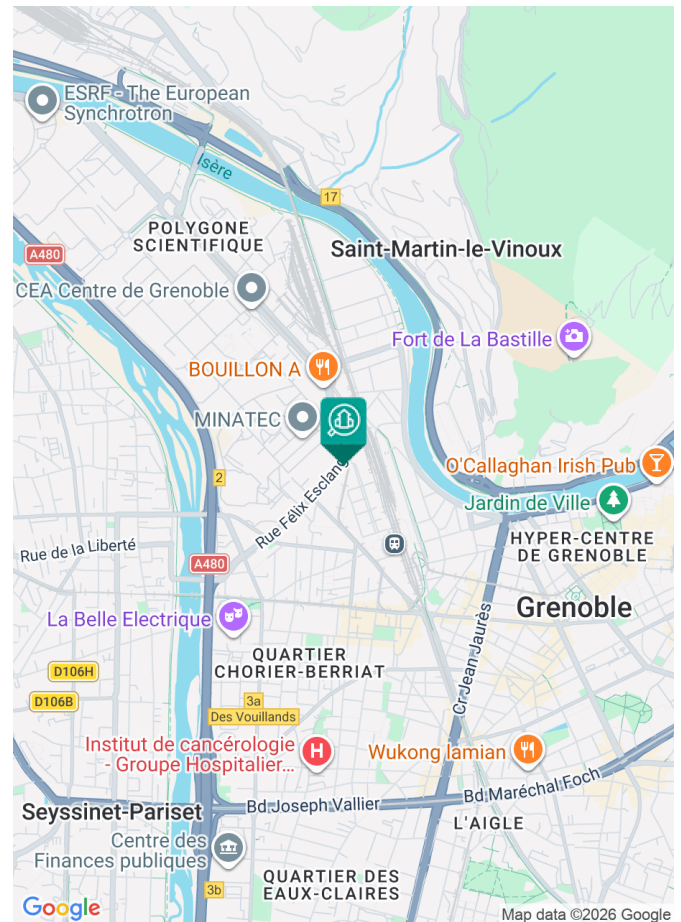 ESRF - The European
Synchrotron
Isère
17
POLYGONE
SCIENTIFIQUE
Saint-Martin-le-Vinoux
A480
CEA Centre de Grenoble
Fort de La Bastille
BOUILLON A
MINATEC
O'Callaghan Irish Pub
2
Rue Félix Esclang
Jardin de Ville
HYPER-CENTRE
DE GRENOBLE
Rue de la Liberté
A480
Grenoble
La Belle Electrique
QUARTIER
CHORIER-BERRIAT
Cr Jean Jaurès
D106H
D106B
3a
Des Vouillands
Institut de cancérologie
- Groupe Hospitalier...
H
Wukong lamian
Bd Maréchal Foch
Bd Joseph Vallier
Seyssinet-Pariset
L'AIGLE
Centre des
Finances publiques
QUARTIER DES
EAUX-CLAIRES
3b
Google
Map data ©2026 Google